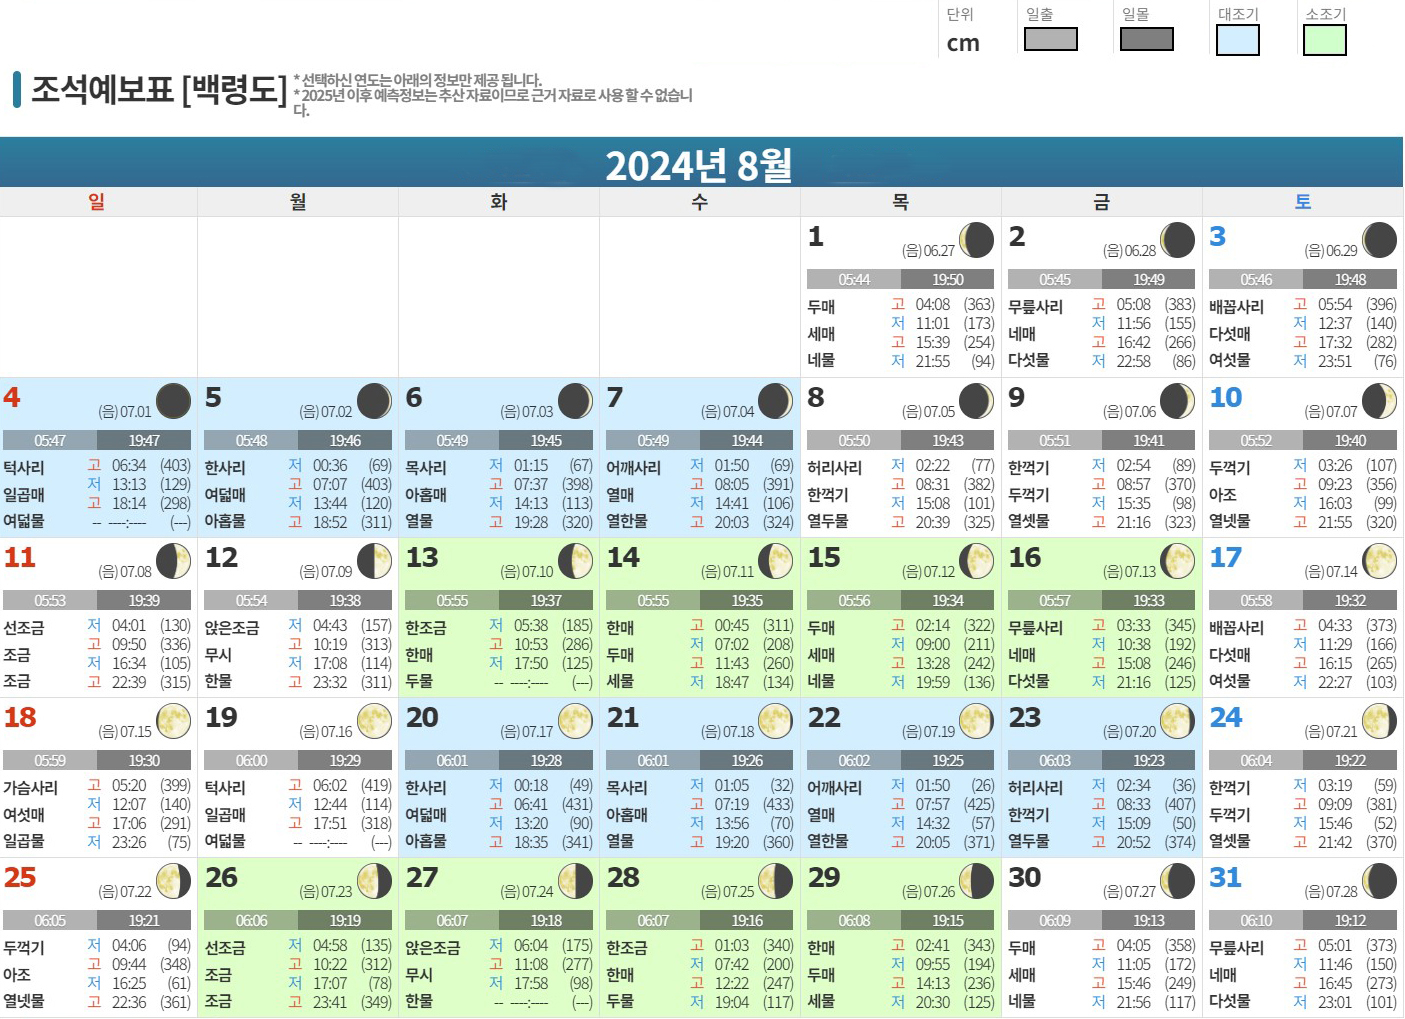 단위 일출 일몰 대조기 소조기
cm
조석예보표 [백령도]
* 선택하신 연도는 아래의 정보만 제공 됩니다.
* 2025년 이후 예측정보는 추산 자료이므로 근거 자료로 사용 할 수 없습니
다.
2024년 8월
일 월 화 수 목 금 토
1 (음) 06.27
05:44 19:50
두매 고 04:08 (363)
저 11:01 (173)
세매 고 15:39 (254)
네물 저 21:55 (94)
2 (음) 06.28
05:45 19:49
무릎사리 고 05:08 (383)
저 11:56 (155)
네매 고 16:42 (266)
다섯물 저 22:58 (86)
3 (음) 06.29
05:46 19:48
배꼽사리 고 05:54 (396)
저 12:37 (140)
다섯매 고 17:32 (282)
여섯물 저 23:51 (76)
4 (음) 07.01
05:47 19:47
턱사리 고 06:34 (403)
저 13:13 (129)
일곱매 고 18:14 (298)
여덟물 -- ----:---- (---)
5 (음) 07.02
05:48 19:46
한사리 저 00:36 (69)
고 07:07 (403)
여덟매 저 13:44 (120)
아홉물 고 18:52 (311)
6 (음) 07.03
05:49 19:45
목사리 저 01:15 (67)
고 07:37 (398)
아홉매 저 14:13 (113)
열물 고 19:28 (320)
7 (음) 07.04
05:49 19:44
어깨사리 저 01:50 (69)
고 08:05 (391)
열매 저 14:41 (106)
열한물 고 20:03 (324)
8 (음) 07.05
05:50 19:43
허리사리 저 02:22 (77)
고 08:31 (382)
한꺽기 저 15:08 (101)
열두물 고 20:39 (325)
9 (음) 07.06
05:51 19:41
한꺽기 저 02:54 (89)
고 08:57 (370)
두꺽기 저 15:35 (98)
열셋물 고 21:16 (323)
10 (음) 07.07
05:52 19:40
두꺽기 저 03:26 (107)
고 09:23 (356)
아조 저 16:03 (99)
열넷물 고 21:55 (320)
11 (음) 07.08
05:53 19:39
선조금 저 04:01 (130)
고 09:50 (336)
조금 저 16:34 (105)
조금 고 22:39 (315)
12 (음) 07.09
05:54 19:38
앉은조금 저 04:43 (157)
고 10:19 (313)
무시 저 17:08 (114)
한물 고 23:32 (311)
13 (음) 07.10
05:55 19:37
한조금 저 05:38 (185)
고 10:53 (286)
한매 저 17:50 (125)
두물 -- ----:---- (---)
14 (음) 07.11
05:55 19:35
한매 고 00:45 (311)
저 07:02 (208)
두매 고 11:43 (260)
세물 저 18:47 (134)
15 (음) 07.12
05:56 19:34
두매 고 02:14 (322)
저 09:00 (211)
세매 고 13:28 (242)
네물 저 19:59 (136)
16 (음) 07.13
05:57 19:33
무릎사리 고 03:33 (345)
저 10:38 (192)
네매 고 15:08 (246)
다섯물 저 21:16 (125)
17 (음) 07.14
05:58 19:32
배꼽사리 고 04:33 (373)
저 11:29 (166)
다섯매 고 16:15 (265)
여섯물 저 22:27 (103)
18 (음) 07.15
05:59 19:30
가슴사리 고 05:20 (399)
저 12:07 (140)
여섯매 고 17:06 (291)
일곱물 저 23:26 (75)
19 (음) 07.16
06:00 19:29
턱사리 고 06:02 (419)
저 12:44 (114)
일곱매 고 17:51 (318)
여덟물 -- ----:---- (---)
20 (음) 07.17
06:01 19:28
한사리 저 00:18 (49)
고 06:41 (431)
여덟매 저 13:20 (90)
아홉물 고 18:35 (341)
21 (음) 07.18
06:01 19:26
목사리 저 01:05 (32)
고 07:19 (433)
아홉매 저 13:56 (70)
열물 고 19:20 (360)
22 (음) 07.19
06:02 19:25
어깨사리 저 01:50 (26)
고 07:57 (425)
열매 저 14:32 (57)
열한물 고 20:05 (371)
23 (음) 07.20
06:03 19:23
허리사리 저 02:34 (36)
고 08:33 (407)
한꺽기 저 15:09 (50)
열두물 고 20:52 (374)
24 (음) 07.21
06:04 19:22
한꺽기 저 03:19 (59)
고 09:09 (381)
두꺽기 저 15:46 (52)
열셋물 고 21:42 (370)
25 (음) 07.22
06:05 19:21
두꺽기 저 04:06 (94)
고 09:44 (348)
아조 저 16:25 (61)
열넷물 고 22:36 (361)
26 (음) 07.23
06:06 19:19
선조금 저 04:58 (135)
고 10:22 (312)
조금 저 17:07 (78)
조금 고 23:41 (349)
27 (음) 07.24
06:07 19:18
앉은조금 저 06:04 (175)
고 11:08 (277)
무시 저 17:58 (98)
한물 -- ----:---- (---)
28 (음) 07.25
06:07 19:16
한조금 고 01:03 (340)
저 07:42 (200)
한매 고 12:22 (247)
두물 저 19:04 (117)
29 (음) 07.26
06:08 19:15
한매 고 02:41 (343)
저 09:55 (194)
두매 고 14:13 (236)
세물 저 20:30 (125)
30 (음) 07.27
06:09 19:13
두매 고 04:05 (358)
저 11:05 (172)
세매 고 15:46 (249)
네물 저 21:56 (117)
31 (음) 07.28
06:10 19:12
무릎사리 고 05:01 (373)
저 11:46 (150)
네매 고 16:45 (273)
다섯물 저 23:01 (101)